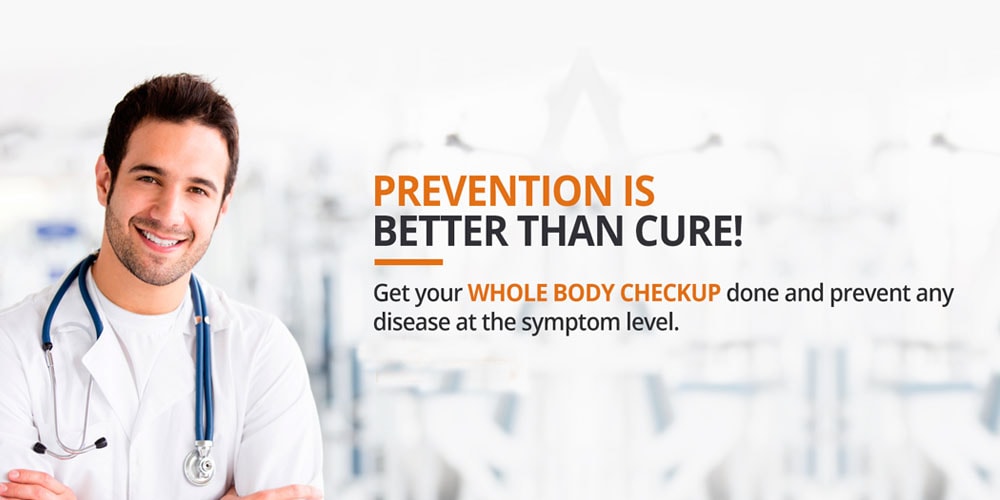 PREVENTION IS
BETTER THAN CURE!
Get your WHOLE BODY CHECKUP done and prevent any
disease at the symptom level.